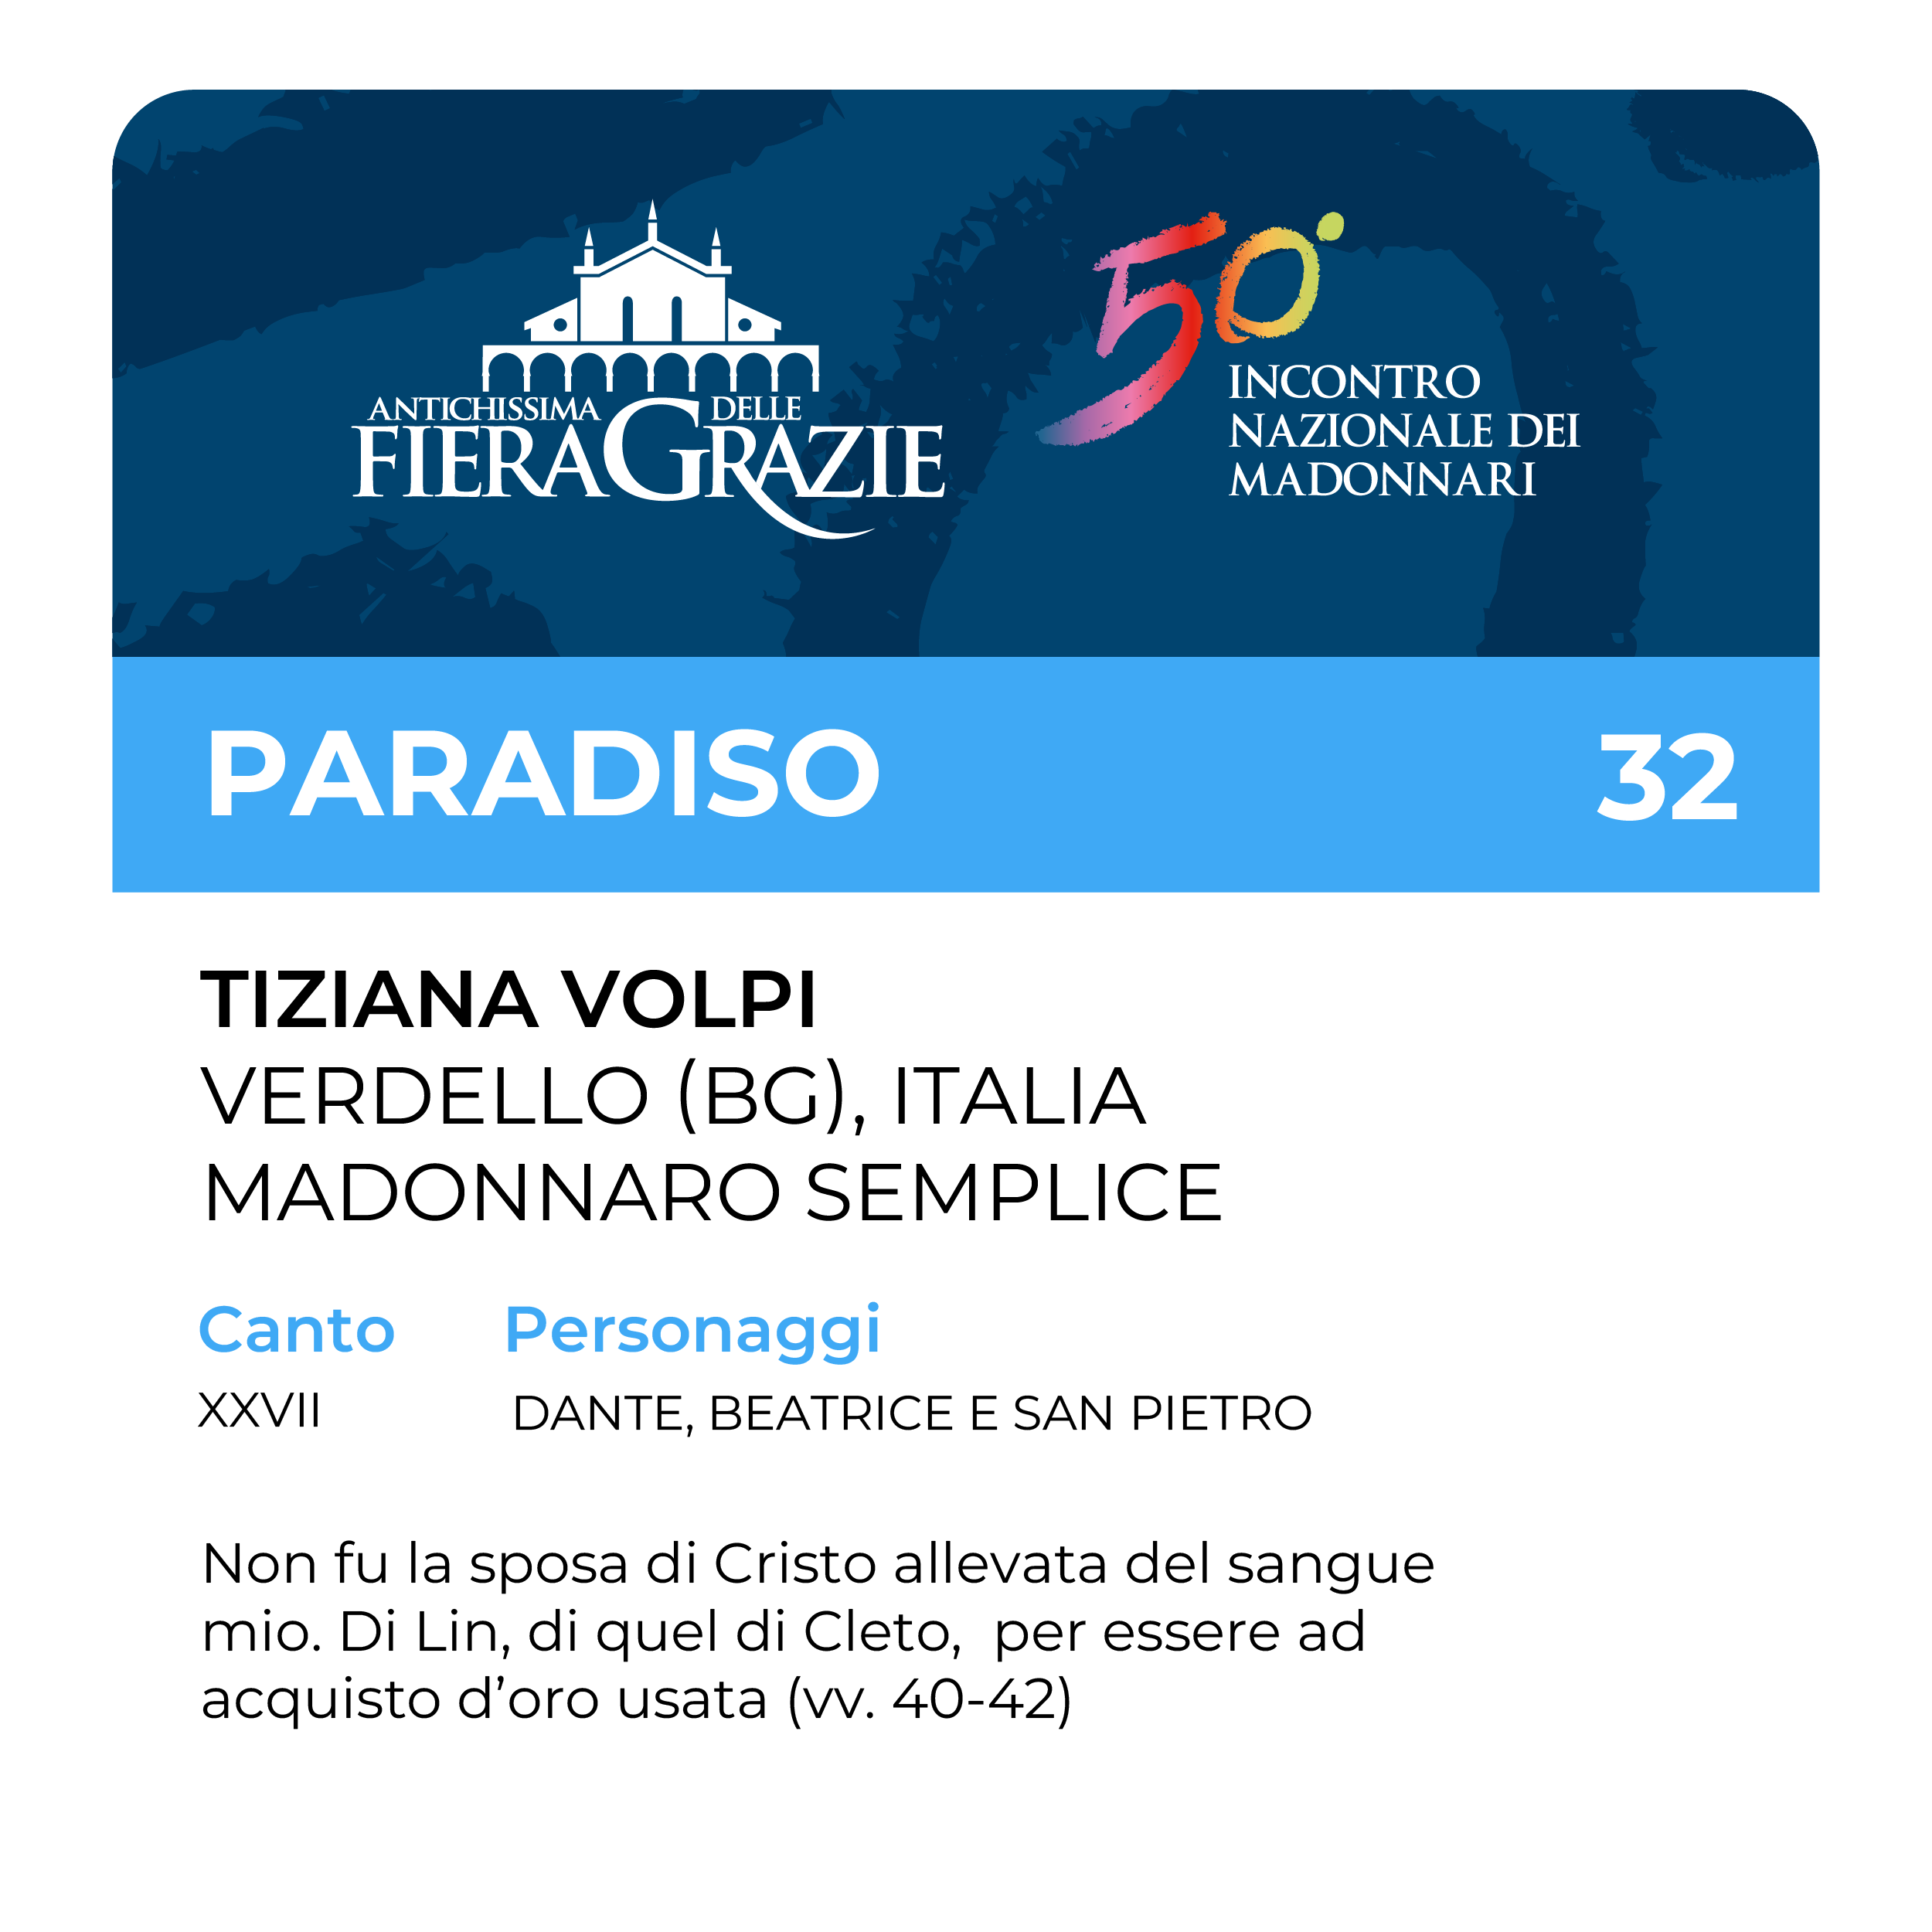 ANTICHISSIMA DELLE
FIERAGRAZIE
50°
INCONTRO
NAZIONALE DEI
MADONNARI
PARADISO 32
TIZIANA VOLPI
VERDELLO (BG), ITALIA
MADONNARO SEMPLICE
Canto Personaggi
XXVII DANTE, BEATRICE E SAN PIETRO
Non fu la sposa di Cristo allevata del sangue
mio. Di Lin, di quel di Cleto,  per essere ad
acquisto d’oro usata (vv. 40-42)